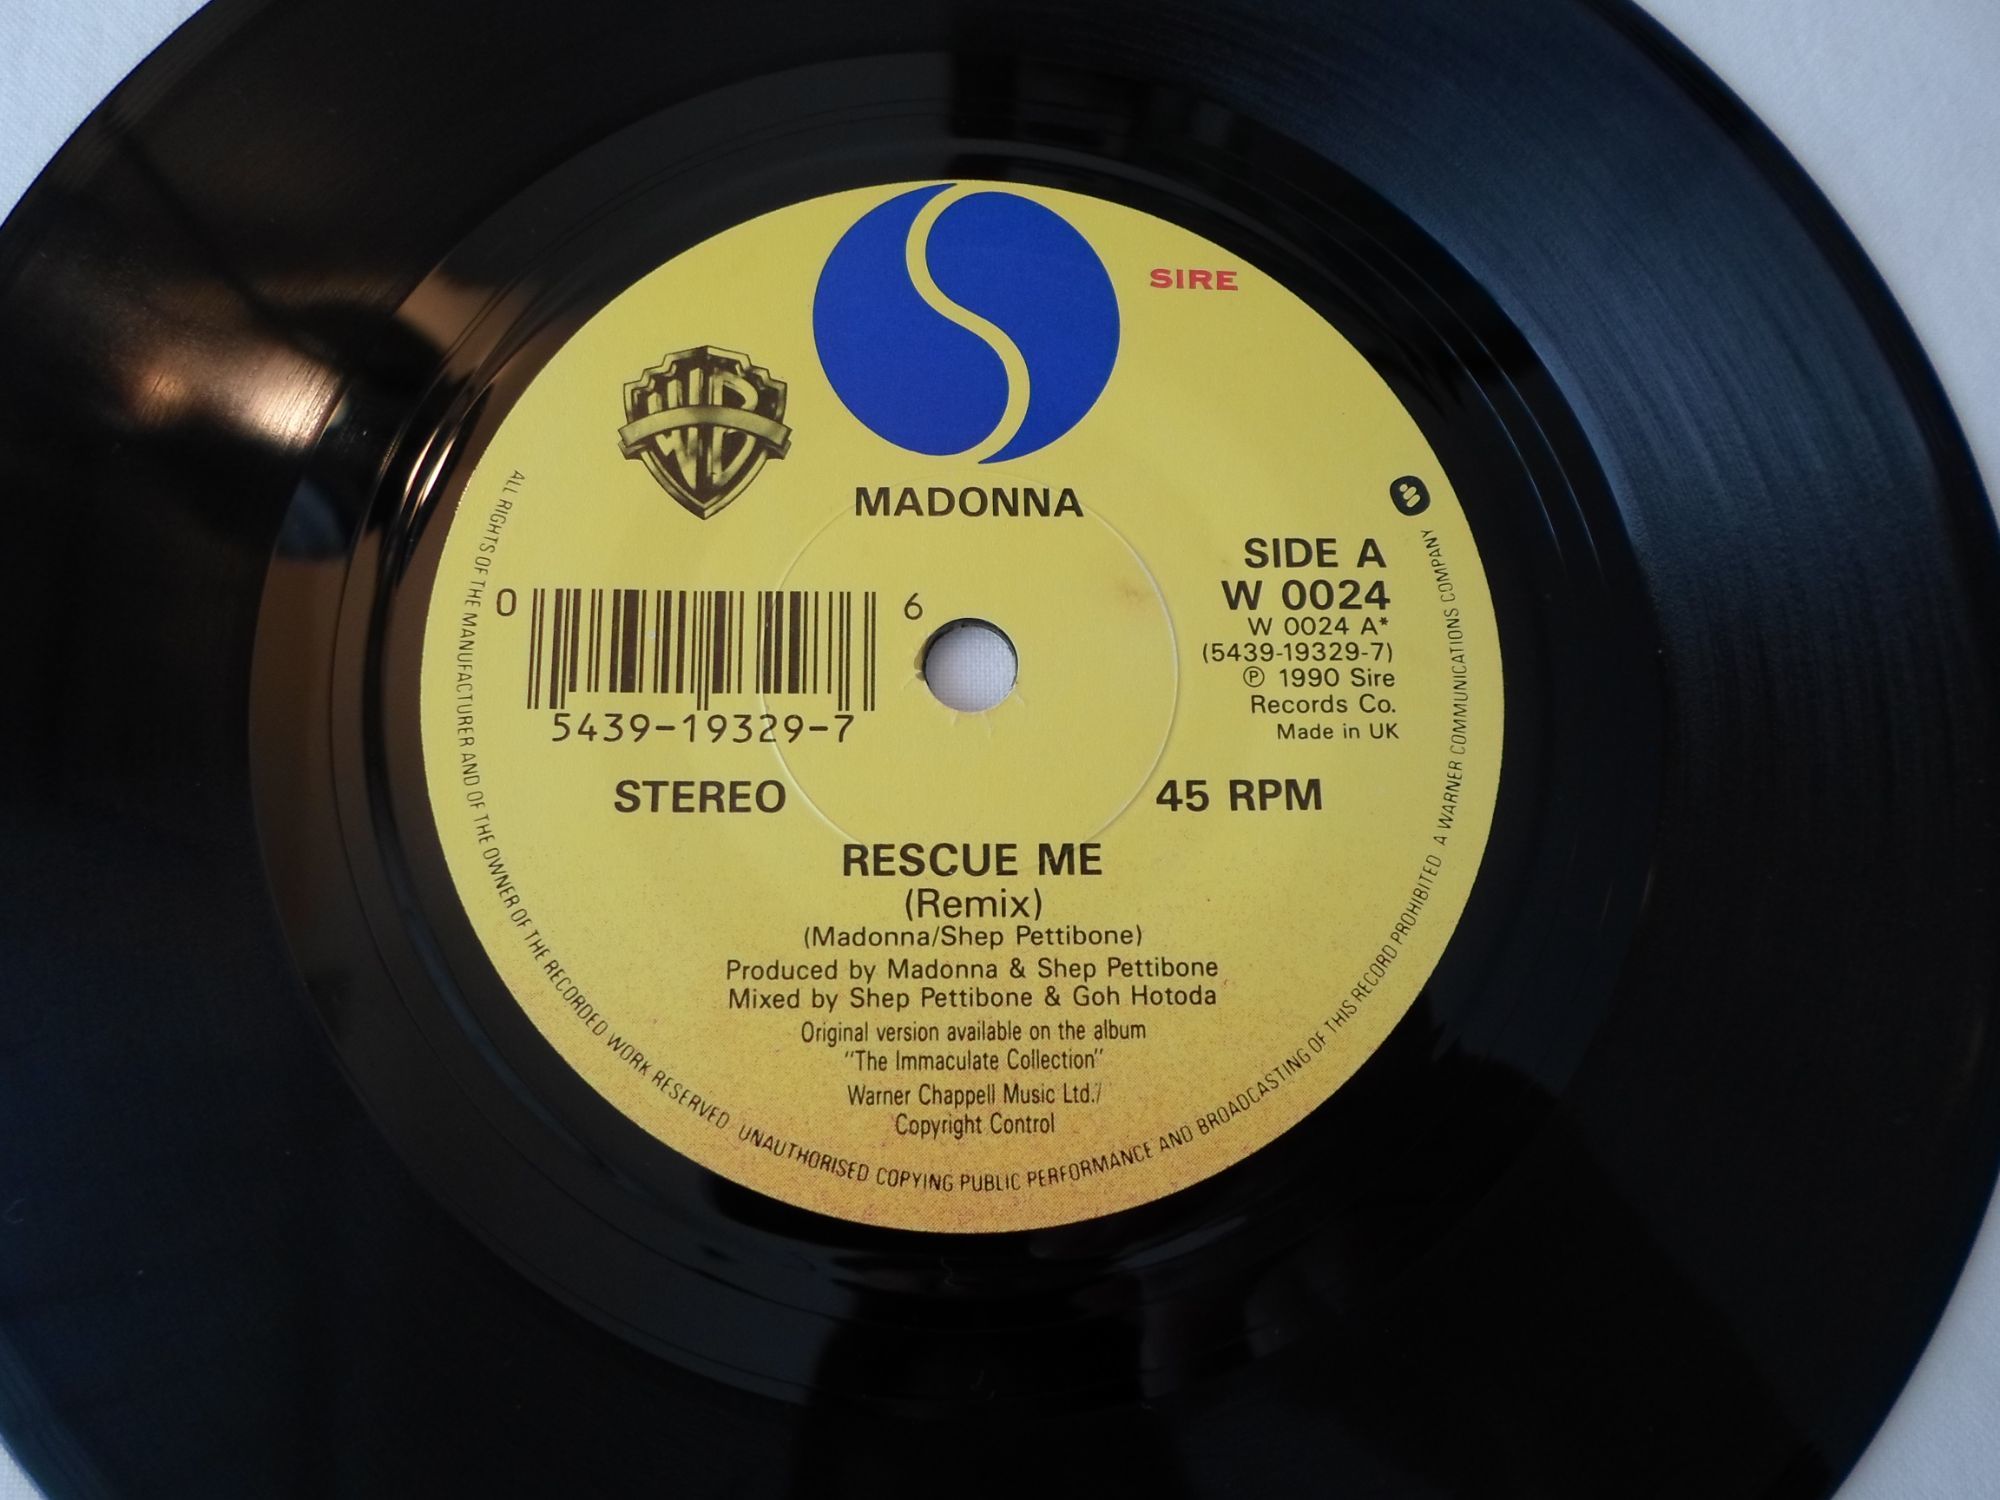 SIRE
WB
MADONNA
SIDE A
W 0024
W 0024 A*
(5439-19329-7)
℗ 1990 Sire
Records Co.
Made in UK
0 6
5439-19329-7
STEREO 45 RPM
RESCUE ME
(Remix)
(Madonna/Shep Pettibone)
Produced by Madonna & Shep Pettibone
Mixed by Shep Pettibone & Goh Hotoda
Original version available on the album
"The Immaculate Collection"
Warner Chappell Music Ltd./
Copyright Control
ALL RIGHTS OF THE MANUFACTURER AND OF THE OWNER OF THE RECORDED WORK RESERVED. UNAUTHORISED COPYING PUBLIC PERFORMANCE AND BROADCASTING OF THIS RECORD PROHIBITED A WARNER COMMUNICATIONS COMPANY